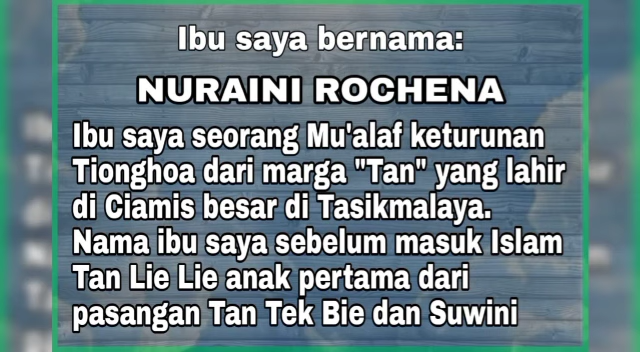 Ibu saya bernama:
NURAINI ROCHENA
Ibu saya seorang Mu'alaf keturunan
Tionghoa dari marga "Tan" yang lahir
di Ciamis besar di Tasikmalaya.
Nama ibu saya sebelum masuk Islam
Tan Lie Lie anak pertama dari
pasangan Tan Tek Bie dan Suwini